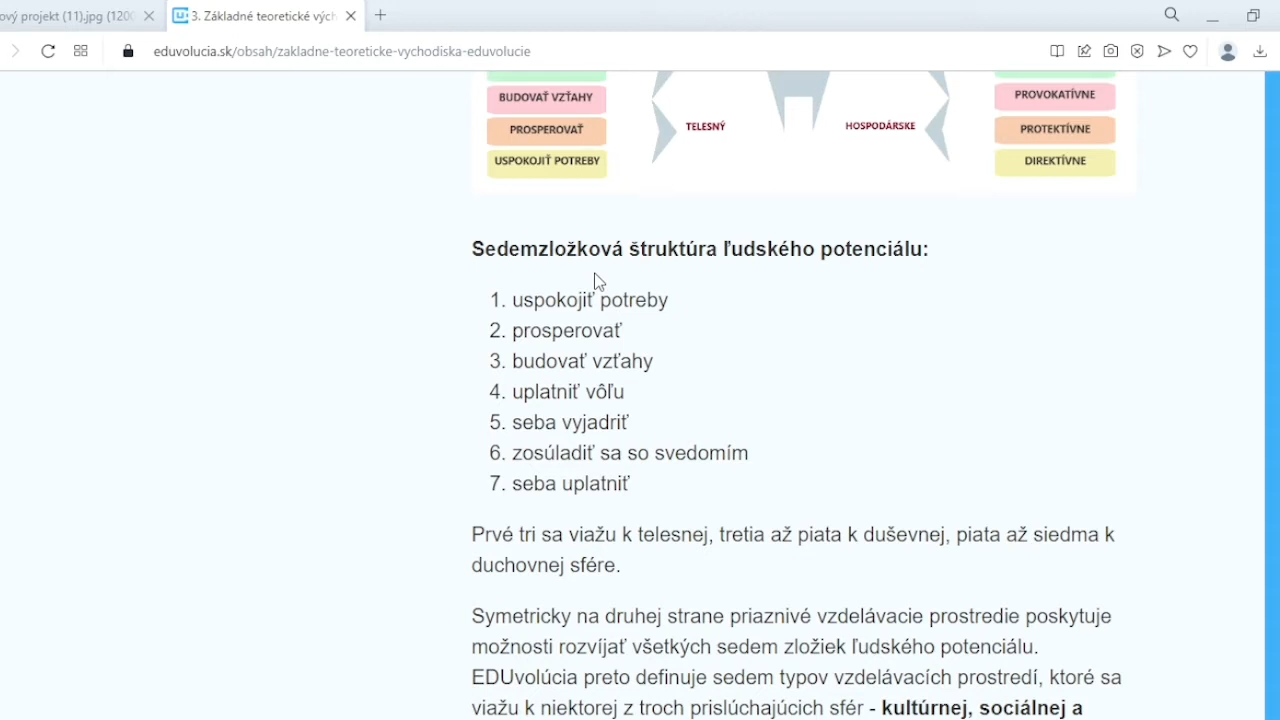 ový projekt (11).jpg (120
3. Základné teoretické vých
eduvolucia.sk/obsah/zakladne-teoreticke-vychodiska-eduvolucie
BUDOVAŤ VZŤAHY
PROVOKATÍVNE
PROSPEROVAŤ
TELESNÝ
HOSPODÁRSKE
PROTEKTÍVNE
USPOKOJIŤ POTREBY
DIREKTÍVNE
Sedemzložková štruktúra ľudského potenciálu:
1. uspokojiť potreby
2. prosperovať
3. budovať vzťahy
4. uplatniť vôľu
5. seba vyjadriť
6. zosúladiť sa so svedomím
7. seba uplatniť
Prvé tri sa viažu k telesnej, tretia až piata k duševnej, piata až siedma k
duchovnej sfére.
Symetricky na druhej strane priaznivé vzdelávacie prostredie poskytuje
možnosti rozvíjať všetkých sedem zložiek ľudského potenciálu.
EDUvolúcia preto definuje sedem typov vzdelávacích prostredí, ktoré sa
viažu k niektorej z troch prislúchajúcich sfér - kultúrnej, sociálnej a